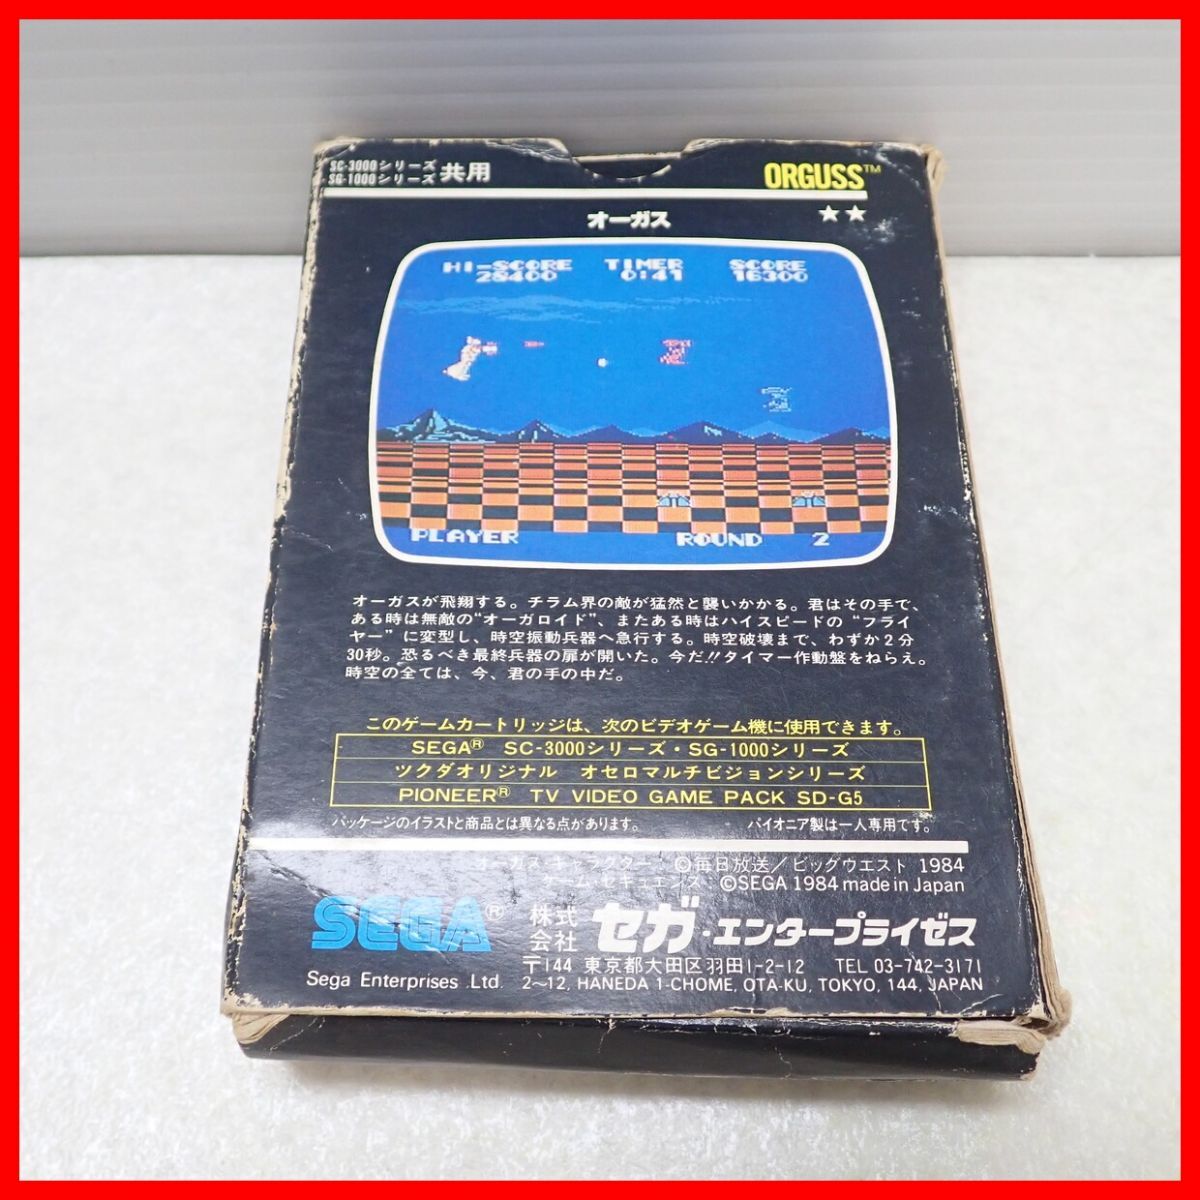 SC-3000シリーズ
SG-1000シリーズ 共用
ORGUSS™
★★
オーガス
HI-SCORE TIMER SCORE
28400 0:41 16300
PLAYER ROUND 2
オーガスが飛翔する。チラム界の敵が猛然と襲いかかる。君はその手で、
ある時は無敵の“オーガロイド”、またある時はハイスピードの“フライ
ヤー”に変型し、時空振動兵器へ急行する。時空破壊まで、わずか2分
30秒。恐るべき最終兵器の扉が開いた。今だ!!タイマー作動盤をねらえ。
時空の全ては、今、君の手の中だ。
このゲームカートリッジは、次のビデオゲーム機に使用できます。
SEGA® SC-3000シリーズ・SG-1000シリーズ
ツクダオリジナル オセロマルチビジョンシリーズ
PIONEER® TV VIDEO GAME PACK SD-G5
パッケージのイラストと商品とは異なる点があります。 パイオニア製は一人専用です。
オーガス・キャラクター:©毎日放送/ビッグウエスト 1984
ゲーム・セキュエンス:©SEGA 1984 made in Japan
SEGA® 株式会社 セガ・エンタープライゼス
〒144 東京都大田区羽田1-2-12 TEL 03-742-3171
Sega Enterprises Ltd. 2~12, HANEDA 1-CHOME, OTA-KU, TOKYO, 144, JAPAN